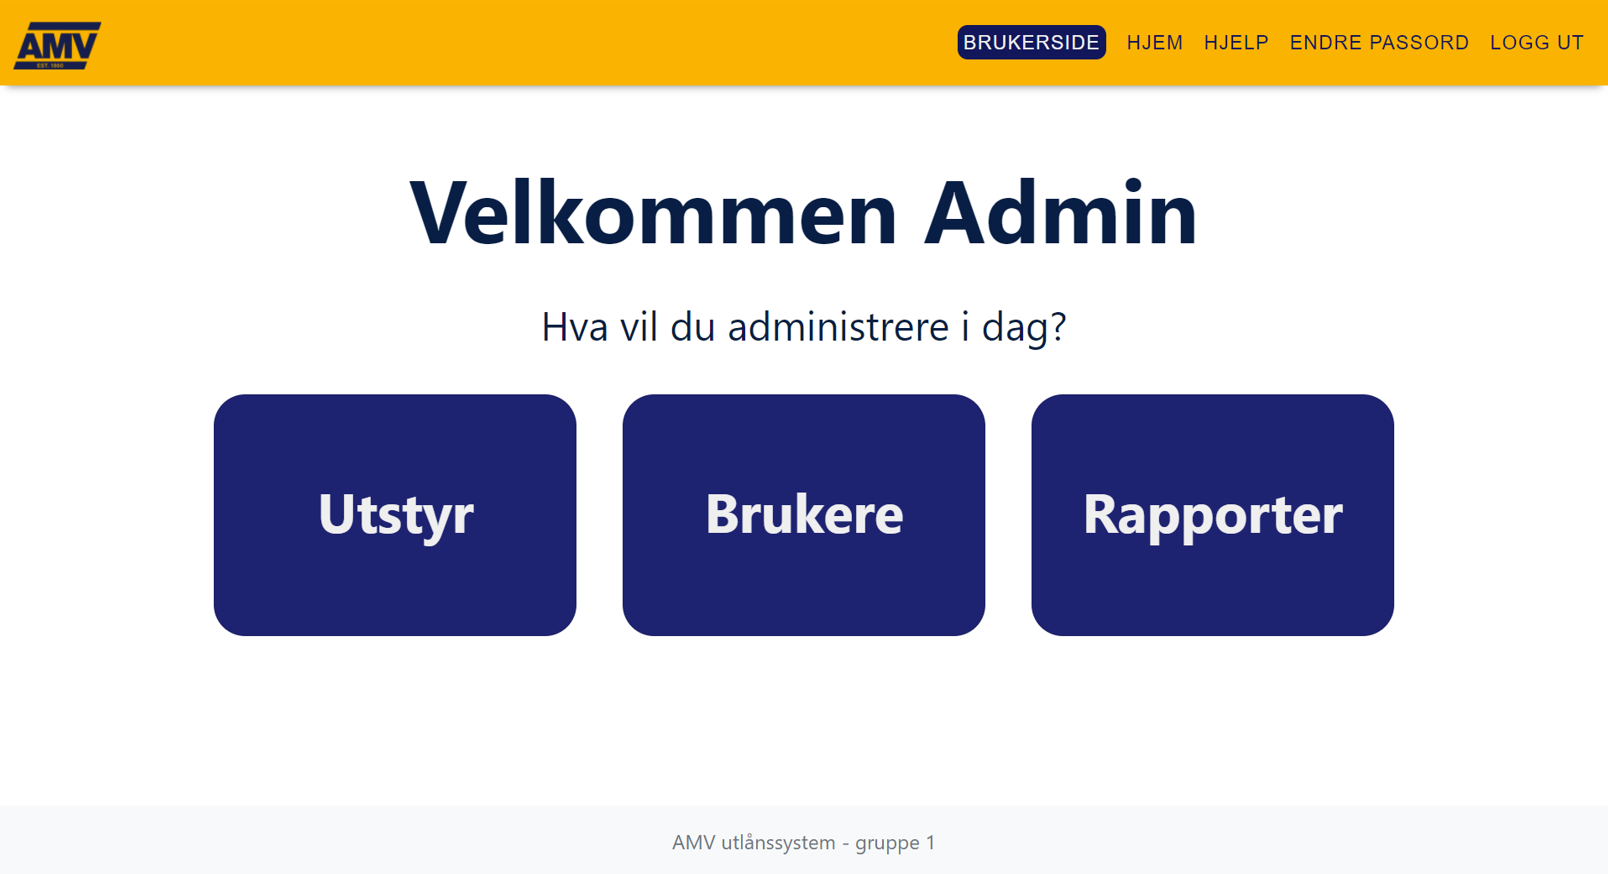 AMV
EST. 1860
BRUKERSIDE HJEM HJELP ENDRE PASSORD LOGG UT
Velkommen Admin
Hva vil du administrere i dag?
Utstyr Brukere Rapporter
AMV utlånssystem - gruppe 1